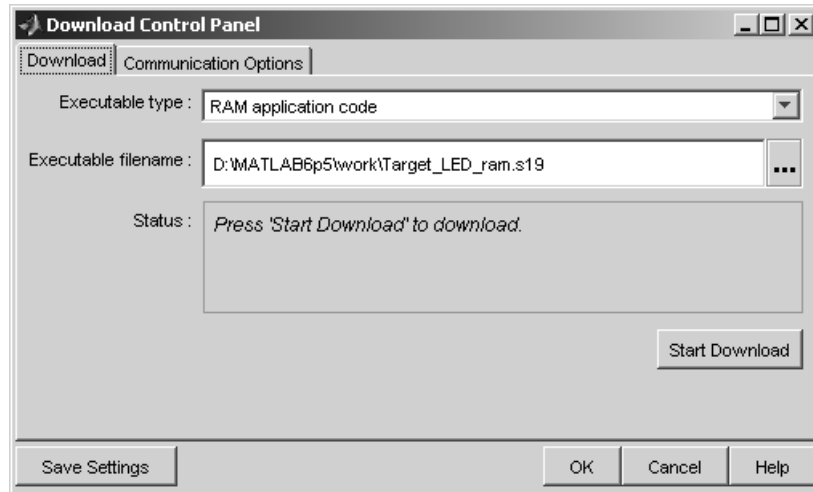 Download Control Panel
Download Communication Options
Executable type : RAM application code
Executable filename : D:\MATLAB6p5\work\Target_LED_ram.s19 ...
Status : Press 'Start Download' to download.
Start Download
Save Settings OK Cancel Help